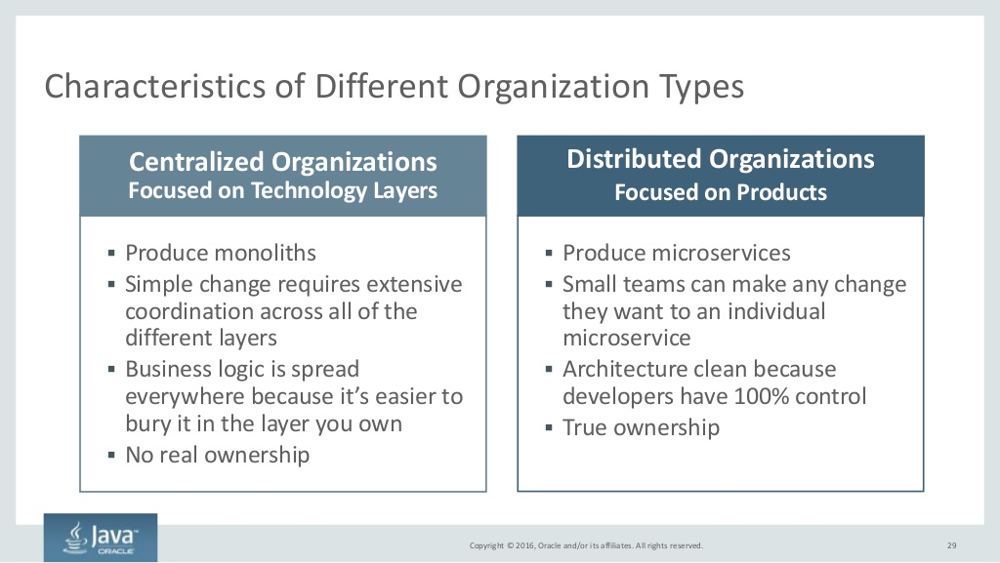 Characteristics of Different Organization Types
Centralized Organizations
Focused on Technology Layers
▪ Produce monoliths
▪ Simple change requires extensive
coordination across all of the
different layers
▪ Business logic is spread
everywhere because it’s easier to
bury it in the layer you own
▪ No real ownership
Distributed Organizations
Focused on Products
▪ Produce microservices
▪ Small teams can make any change
they want to an individual
microservice
▪ Architecture clean because
developers have 100% control
▪ True ownership
Java™
ORACLE
Copyright © 2016, Oracle and/or its affiliates. All rights reserved.
29